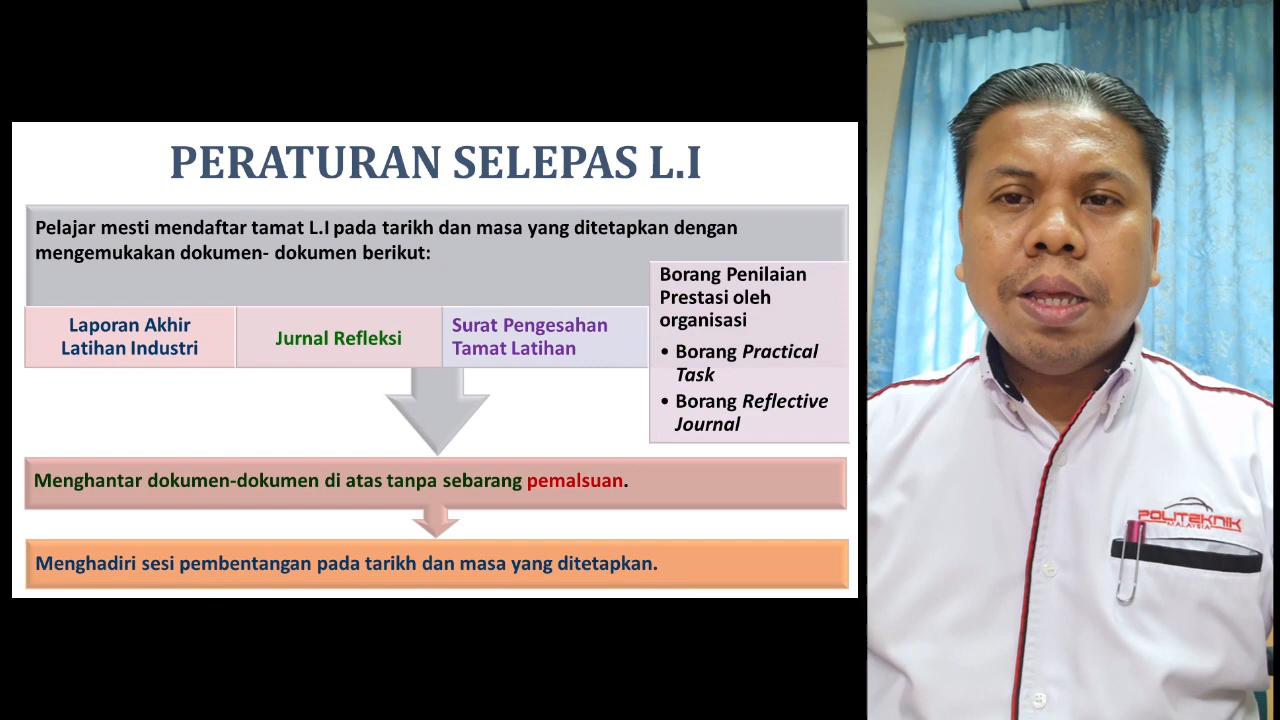 PERATURAN SELEPAS L.I
Pelajar mesti mendaftar tamat L.I pada tarikh dan masa yang ditetapkan dengan
mengemukakan dokumen- dokumen berikut:
Laporan Akhir
Latihan Industri
Jurnal Refleksi
Surat Pengesahan
Tamat Latihan
Borang Penilaian
Prestasi oleh
organisasi
• Borang Practical
Task
• Borang Reflective
Journal
Menghantar dokumen-dokumen di atas tanpa sebarang pemalsuan.
Menghadiri sesi pembentangan pada tarikh dan masa yang ditetapkan.
POLITEKNIK
MALAYSIA